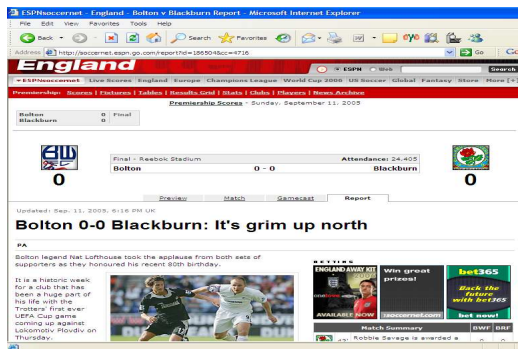 ESPNsoccernet - England - Bolton v Blackburn Report - Microsoft Internet Explorer
File Edit View Favorites Tools Help
Back Search Favorites
Address http://soccernet.espn.go.com/report?id=186504&cc=4716 Go
England
ESPN Web Search
ESPNsoccernet Live Scores England Europe Champions League World Cup 2006 US Soccer Global Fantasy Store More [+]
Premiership: Scores | Fixtures | Tables | Results Grid | Stats | Clubs | Players | News Archive
Premiership Scores - Sunday, September 11, 2005
Bolton 0 Final
Blackburn 0
Final - Reebok Stadium Attendance: 24,405
Bolton 0 - 0 Blackburn
0 0
Preview Match Gamecast Report
Updated: Sep. 11, 2005, 6:16 PM UK
Bolton 0-0 Blackburn: It's grim up north
PA
Bolton legend Nat Lofthouse took the applause from both sets of
supporters as they honoured his recent 80th birthday.
It is a historic week
for a club that has
been a huge part of
his life with the
Trotters' first ever
UEFA Cup game
coming up against
Lokomotiv Plovdiv on
Thursday.
BETTING
ENGLAND AWAY KIT
AVAILABLE NOW
Win great
prizes!
soccernet.com
bet365
Back the
future
with bet365
bet now!
Match Summary BWF BRF
Robbie Savage is awarded a